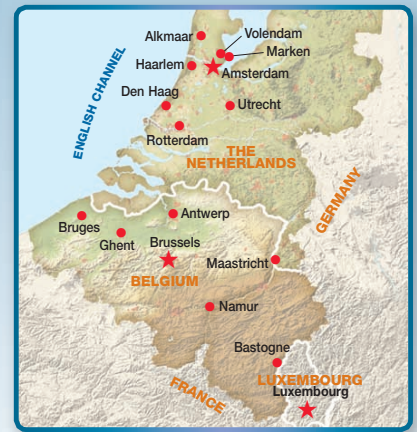 Alkmaar
Volendam
Marken
Haarlem
Amsterdam
ENGLISH CHANNEL
Den Haag
Utrecht
Rotterdam
THE
NETHERLANDS
GERMANY
Bruges
Antwerp
Ghent
Brussels
Maastricht
BELGIUM
Namur
Bastogne
FRANCE
LUXEMBOURG
Luxembourg